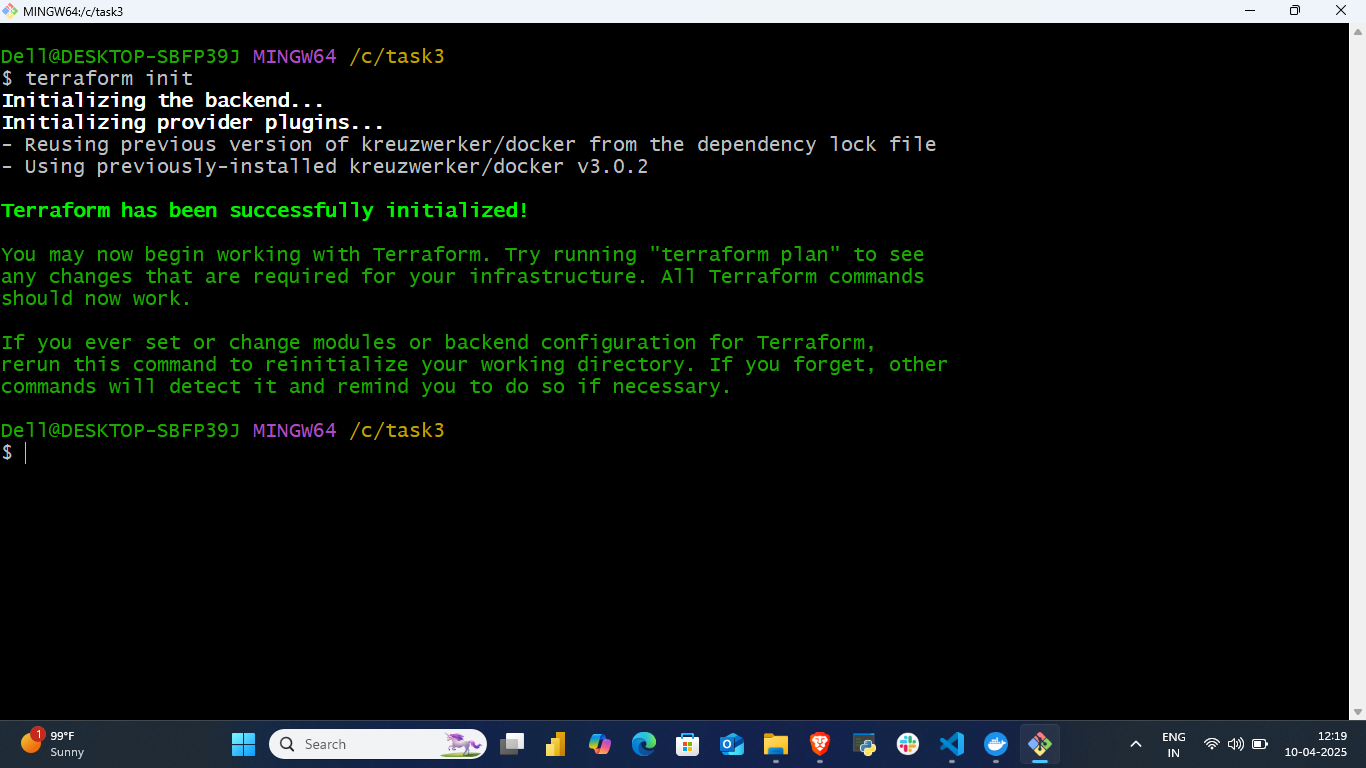 MINGW64:/c/task3
Dell@DESKTOP-SBFP39J MINGW64 /c/task3
$ terraform init
Initializing the backend...
Initializing provider plugins...
- Reusing previous version of kreuzwerker/docker from the dependency lock file
- Using previously-installed kreuzwerker/docker v3.0.2
Terraform has been successfully initialized!
You may now begin working with Terraform. Try running "terraform plan" to see
any changes that are required for your infrastructure. All Terraform commands
should now work.
If you ever set or change modules or backend configuration for Terraform,
rerun this command to reinitialize your working directory. If you forget, other
commands will detect it and remind you to do so if necessary.
Dell@DESKTOP-SBFP39J MINGW64 /c/task3
$
1
99°F
Sunny
Search
ENG
IN
12:19
10-04-2025